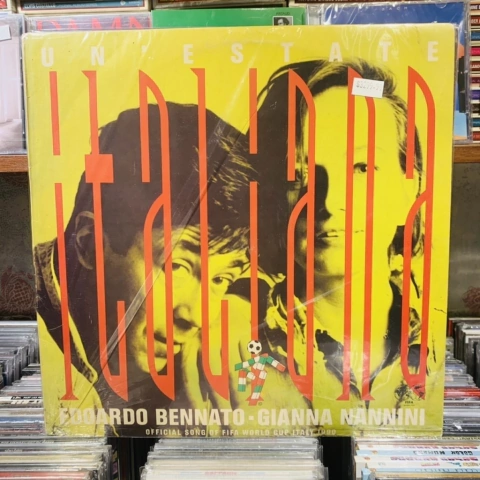 UN ESTATE
italiana
EDOARDO BENNATO · GIANNA NANNINI
OFFICIAL SONG OF FIFA WORLD CUP ITALY 1990